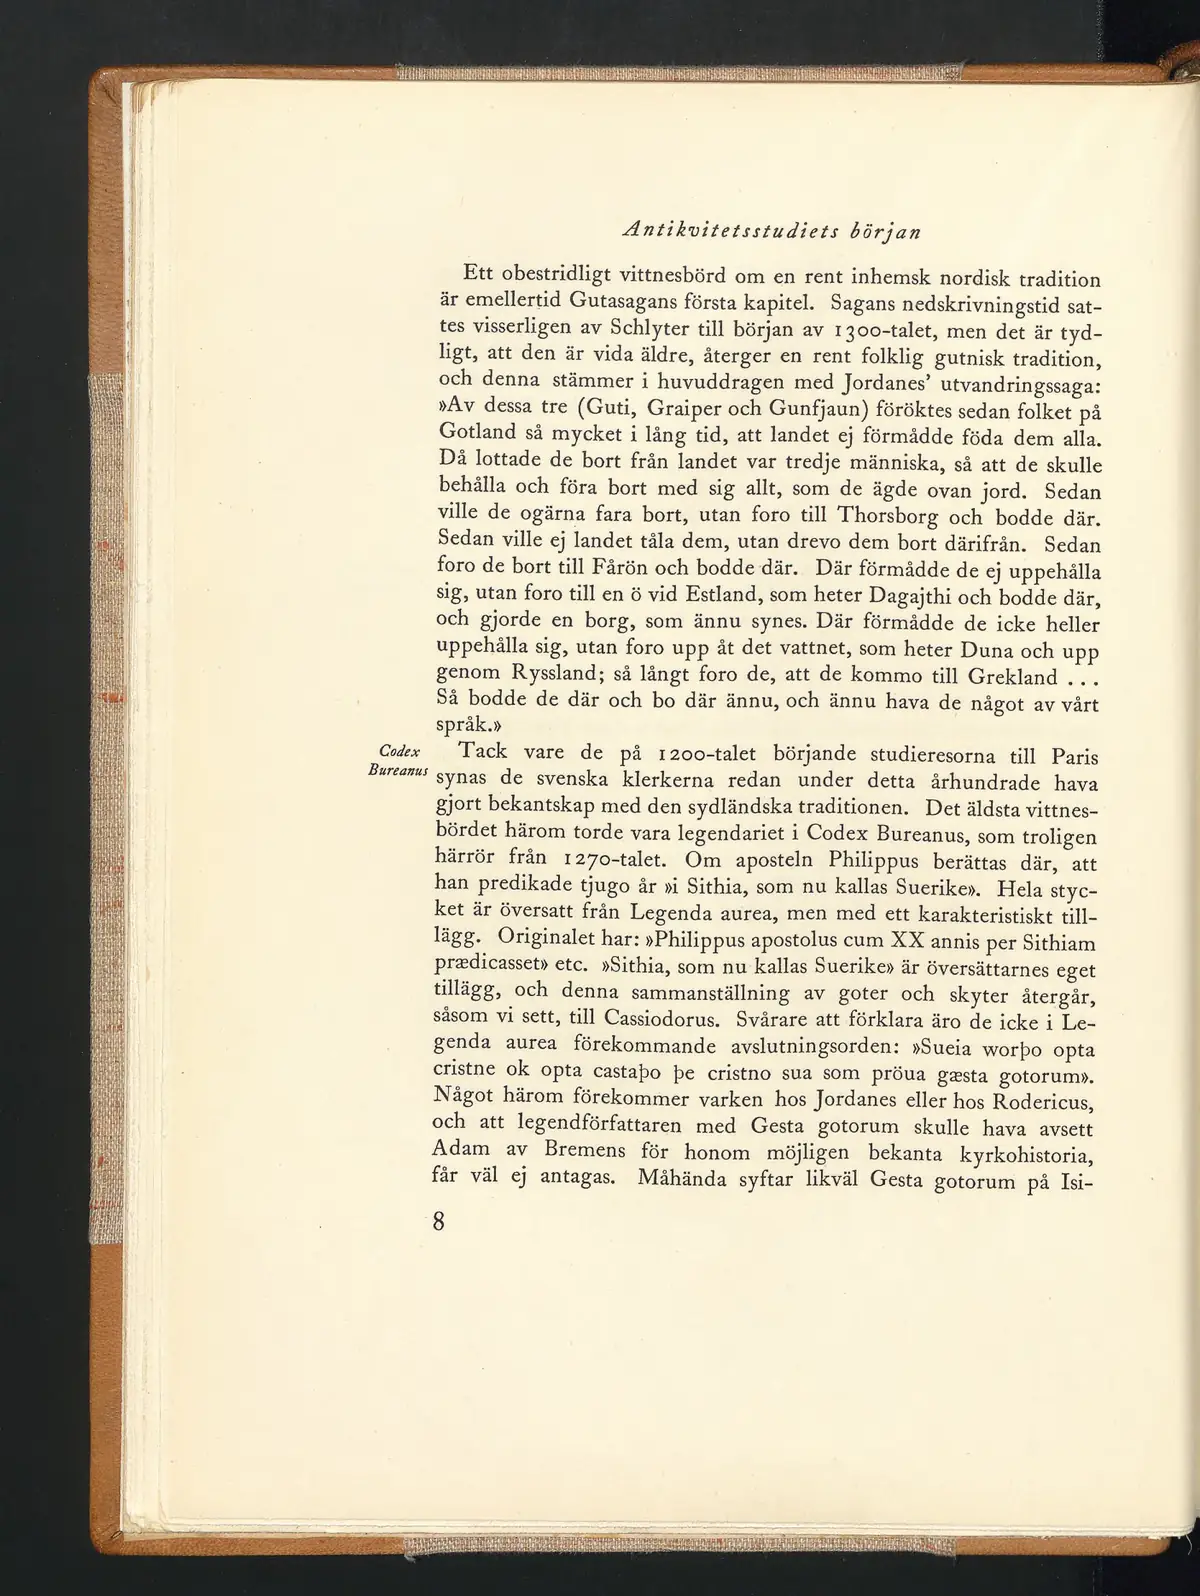 Antikvitetsstudiets början
Ett obestridligt vittnesbörd om en rent inhemsk nordisk tradition
är emellertid Gutasagans första kapitel. Sagans nedskrivningstid sat-
tes visserligen av Schlyter till början av 1300-talet, men det är tyd-
ligt, att den är vida äldre, återger en rent folklig gutnisk tradition,
och denna stämmer i huvuddragen med Jordanes’ utvandringssaga:
»Av dessa tre (Guti, Graiper och Gunfjaun) föröktes sedan folket på
Gotland så mycket i lång tid, att landet ej förmådde föda dem alla.
Då lottade de bort från landet var tredje människa, så att de skulle
behålla och föra bort med sig allt, som de ägde ovan jord. Sedan
ville de ogärna fara bort, utan foro till Thorsborg och bodde där.
Sedan ville ej landet tåla dem, utan drevo dem bort därifrån. Sedan
foro de bort till Fårön och bodde där. Där förmådde de ej uppehålla
sig, utan foro till en ö vid Estland, som heter Dagajthi och bodde där,
och gjorde en borg, som ännu synes. Där förmådde de icke heller
uppehålla sig, utan foro upp åt det vattnet, som heter Duna och upp
genom Ryssland; så långt foro de, att de kommo till Grekland ...
Så bodde de där och bo där ännu, och ännu hava de något av vårt
språk.»
Codex
Bureanus
Tack vare de på 1200-talet började studieresorna till Paris
synas de svenska klerkerna redan under detta århundrade hava
gjort bekantskap med den sydländska traditionen. Det äldsta vittnes-
bördet härom torde vara legendariet i Codex Bureanus, som troligen
härrör från 1270-talet. Om aposteln Philippus berättas där, att
han predikade tjugo år »i Sithia, som nu kallas Suerike». Hela styc-
ket är översatt från Legenda aurea, men med ett karakteristiskt till-
lägg. Originalet har: »Philippus apostolus cum XX annis per Sithiam
prædicasset» etc. »Sithia, som nu kallas Suerike» är översättarnes eget
tillägg, och denna sammanställning av goter och skyter återgår,
såsom vi sett, till Cassiodorus. Svårare att förklara äro de icke i Le-
genda aurea förekommande avslutningsorden: »Sueia worþo opta
cristne ok opta castaþo þe cristno sua som pröua gæsta gotorum».
Något härom förekommer varken hos Jordanes eller hos Rodericus,
och att legendförfattaren med Gesta gotorum skulle hava avsett
Adam av Bremens för honom möjligen bekanta kyrkohistoria,
får väl ej antagas. Måhända syftar likväl Gesta gotorum på Isi-
8